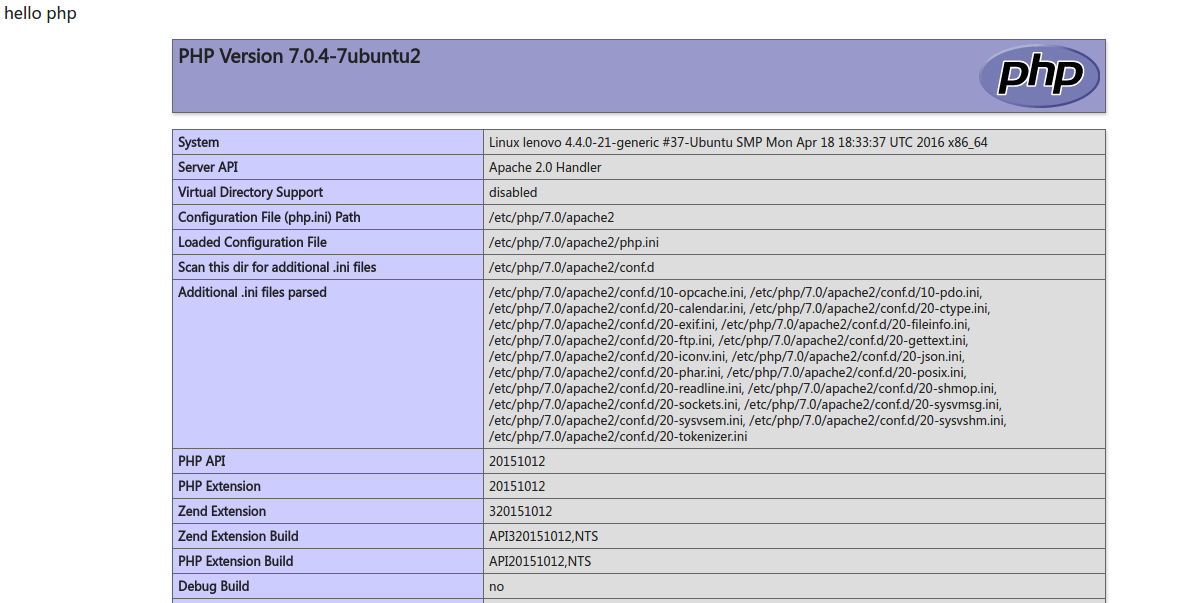 hello php
PHP Version 7.0.4-7ubuntu2
php
System Linux lenovo 4.4.0-21-generic #37-Ubuntu SMP Mon Apr 18 18:33:37 UTC 2016 x86_64
Server API Apache 2.0 Handler
Virtual Directory Support disabled
Configuration File (php.ini) Path /etc/php/7.0/apache2
Loaded Configuration File /etc/php/7.0/apache2/php.ini
Scan this dir for additional .ini files /etc/php/7.0/apache2/conf.d
Additional .ini files parsed /etc/php/7.0/apache2/conf.d/10-opcache.ini, /etc/php/7.0/apache2/conf.d/10-pdo.ini,
/etc/php/7.0/apache2/conf.d/20-calendar.ini, /etc/php/7.0/apache2/conf.d/20-ctype.ini,
/etc/php/7.0/apache2/conf.d/20-exif.ini, /etc/php/7.0/apache2/conf.d/20-fileinfo.ini,
/etc/php/7.0/apache2/conf.d/20-ftp.ini, /etc/php/7.0/apache2/conf.d/20-gettext.ini,
/etc/php/7.0/apache2/conf.d/20-iconv.ini, /etc/php/7.0/apache2/conf.d/20-json.ini,
/etc/php/7.0/apache2/conf.d/20-phar.ini, /etc/php/7.0/apache2/conf.d/20-posix.ini,
/etc/php/7.0/apache2/conf.d/20-readline.ini, /etc/php/7.0/apache2/conf.d/20-shmop.ini,
/etc/php/7.0/apache2/conf.d/20-sockets.ini, /etc/php/7.0/apache2/conf.d/20-sysvmsg.ini,
/etc/php/7.0/apache2/conf.d/20-sysvsem.ini, /etc/php/7.0/apache2/conf.d/20-sysvshm.ini,
/etc/php/7.0/apache2/conf.d/20-tokenizer.ini
PHP API 20151012
PHP Extension 20151012
Zend Extension 320151012
Zend Extension Build API320151012,NTS
PHP Extension Build API20151012,NTS
Debug Build no